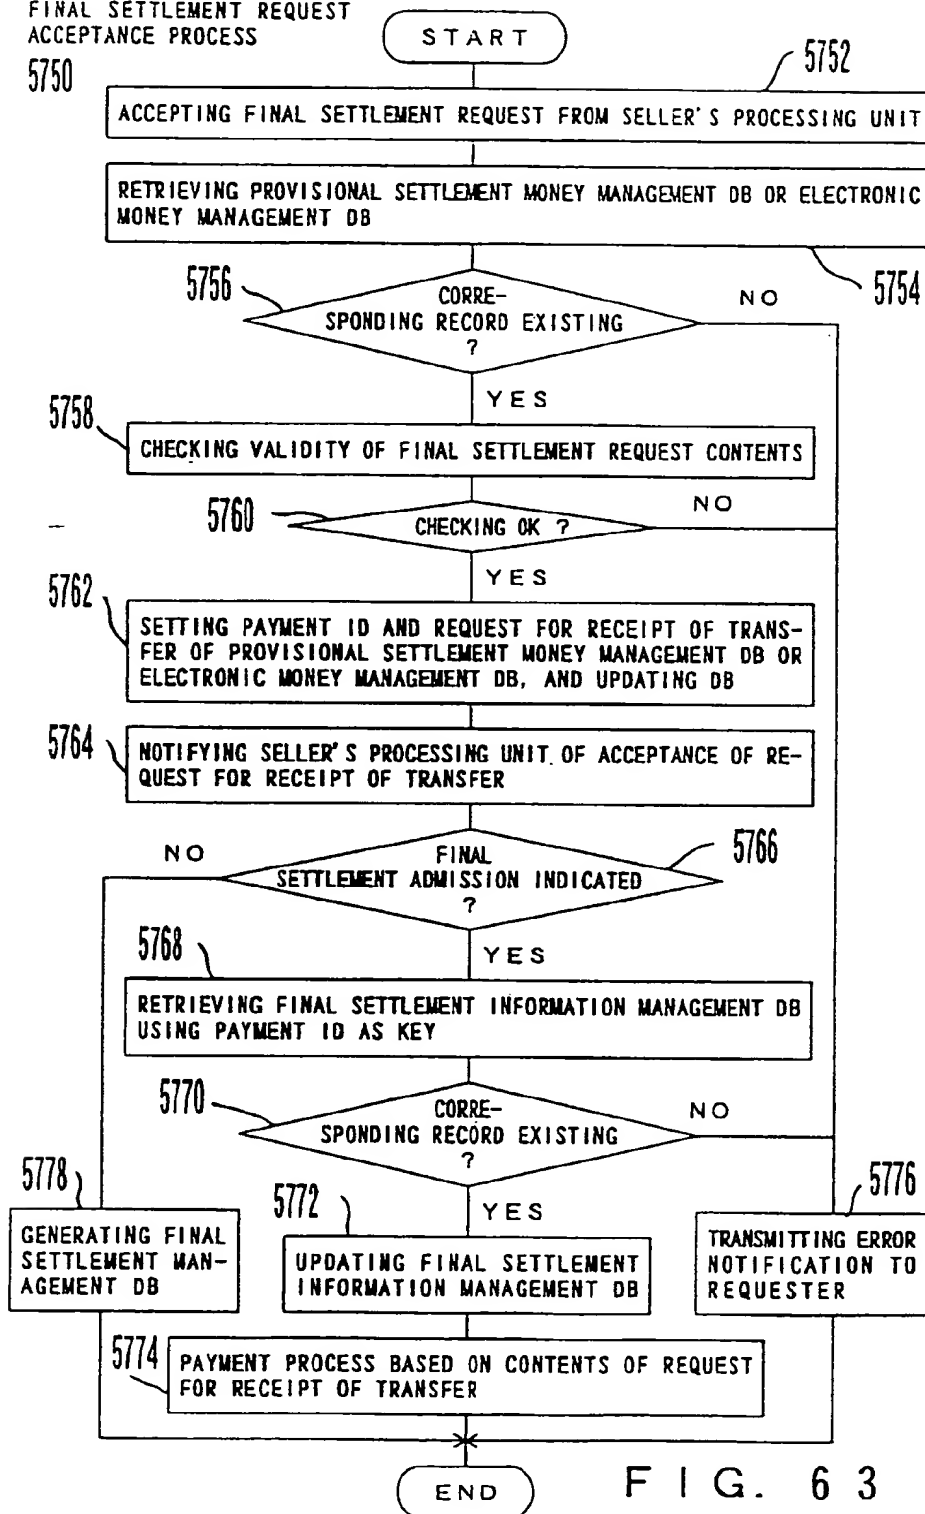 FINAL SETTLEMENT REQUEST
ACCEPTANCE PROCESS
5750
START
5752
ACCEPTING FINAL SETTLEMENT REQUEST FROM SELLER'S PROCESSING UNIT
RETRIEVING PROVISIONAL SETTLEMENT MONEY MANAGEMENT DB OR ELECTRONIC
MONEY MANAGEMENT DB
5754
5756
CORRE-
SPONDING RECORD EXISTING
?
NO
YES
5758
CHECKING VALIDITY OF FINAL SETTLEMENT REQUEST CONTENTS
5760
CHECKING OK ?
NO
YES
5762
SETTING PAYMENT ID AND REQUEST FOR RECEIPT OF TRANS-
FER OF PROVISIONAL SETTLEMENT MONEY MANAGEMENT DB OR
ELECTRONIC MONEY MANAGEMENT DB, AND UPDATING DB
5764
NOTIFYING SELLER'S PROCESSING UNIT OF ACCEPTANCE OF RE-
QUEST FOR RECEIPT OF TRANSFER
NO
5766
FINAL
SETTLEMENT ADMISSION INDICATED
?
YES
5768
RETRIEVING FINAL SETTLEMENT INFORMATION MANAGEMENT DB
USING PAYMENT ID AS KEY
5770
CORRE-
SPONDING RECORD EXISTING
?
NO
YES
5778
GENERATING FINAL
SETTLEMENT MAN-
AGEMENT DB
5772
UPDATING FINAL SETTLEMENT
INFORMATION MANAGEMENT DB
5776
TRANSMITTING ERROR
NOTIFICATION TO
REQUESTER
5774
PAYMENT PROCESS BASED ON CONTENTS OF REQUEST
FOR RECEIPT OF TRANSFER
END
FIG. 63